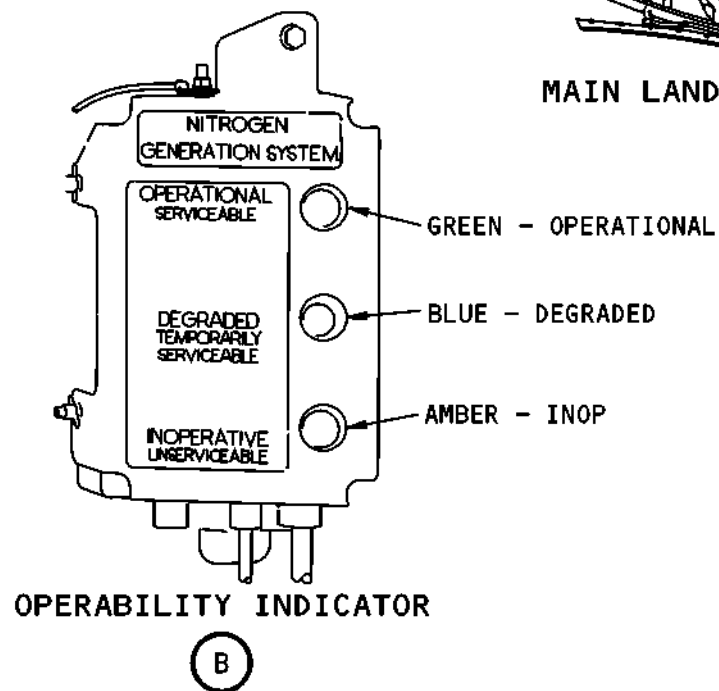 MAIN LAND
NITROGEN
GENERATION SYSTEM
OPERATIONAL
SERVICEABLE
GREEN - OPERATIONAL
DEGRADED
TEMPORARILY
SERVICEABLE
BLUE - DEGRADED
INOPERATIVE
UNSERVICEABLE
AMBER - INOP
OPERABILITY INDICATOR
B